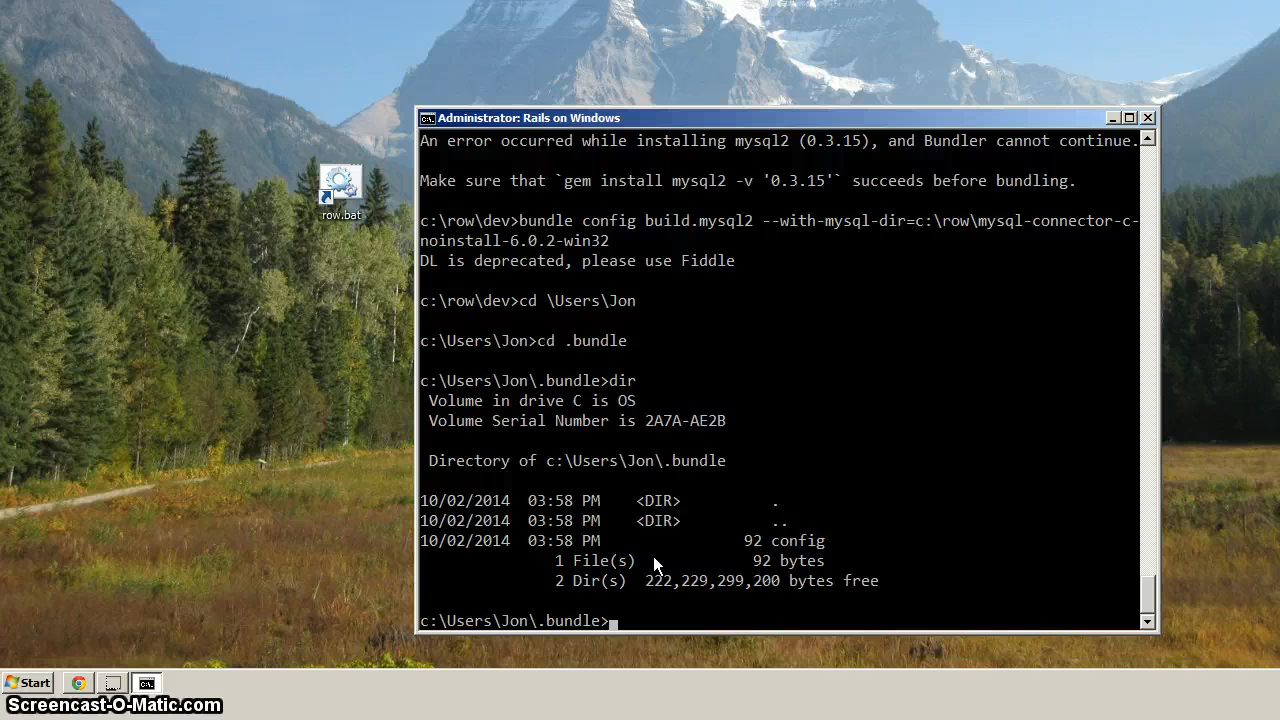 row.bat
Administrator: Rails on Windows
An error occurred while installing mysql2 (0.3.15), and Bundler cannot continue.
Make sure that `gem install mysql2 -v '0.3.15'` succeeds before bundling.
c:\row\dev>bundle config build.mysql2 --with-mysql-dir=c:\row\mysql-connector-c-
noinstall-6.0.2-win32
DL is deprecated, please use Fiddle
c:\row\dev>cd \Users\Jon
c:\Users\Jon>cd .bundle
c:\Users\Jon\.bundle>dir
Volume in drive C is OS
Volume Serial Number is 2A7A-AE2B
Directory of c:\Users\Jon\.bundle
10/02/2014  03:58 PM    <DIR>          .
10/02/2014  03:58 PM    <DIR>          ..
10/02/2014  03:58 PM                92 config
1 File(s)             92 bytes
2 Dir(s)  222,229,299,200 bytes free
c:\Users\Jon\.bundle>
Start
Screencast-O-Matic.com